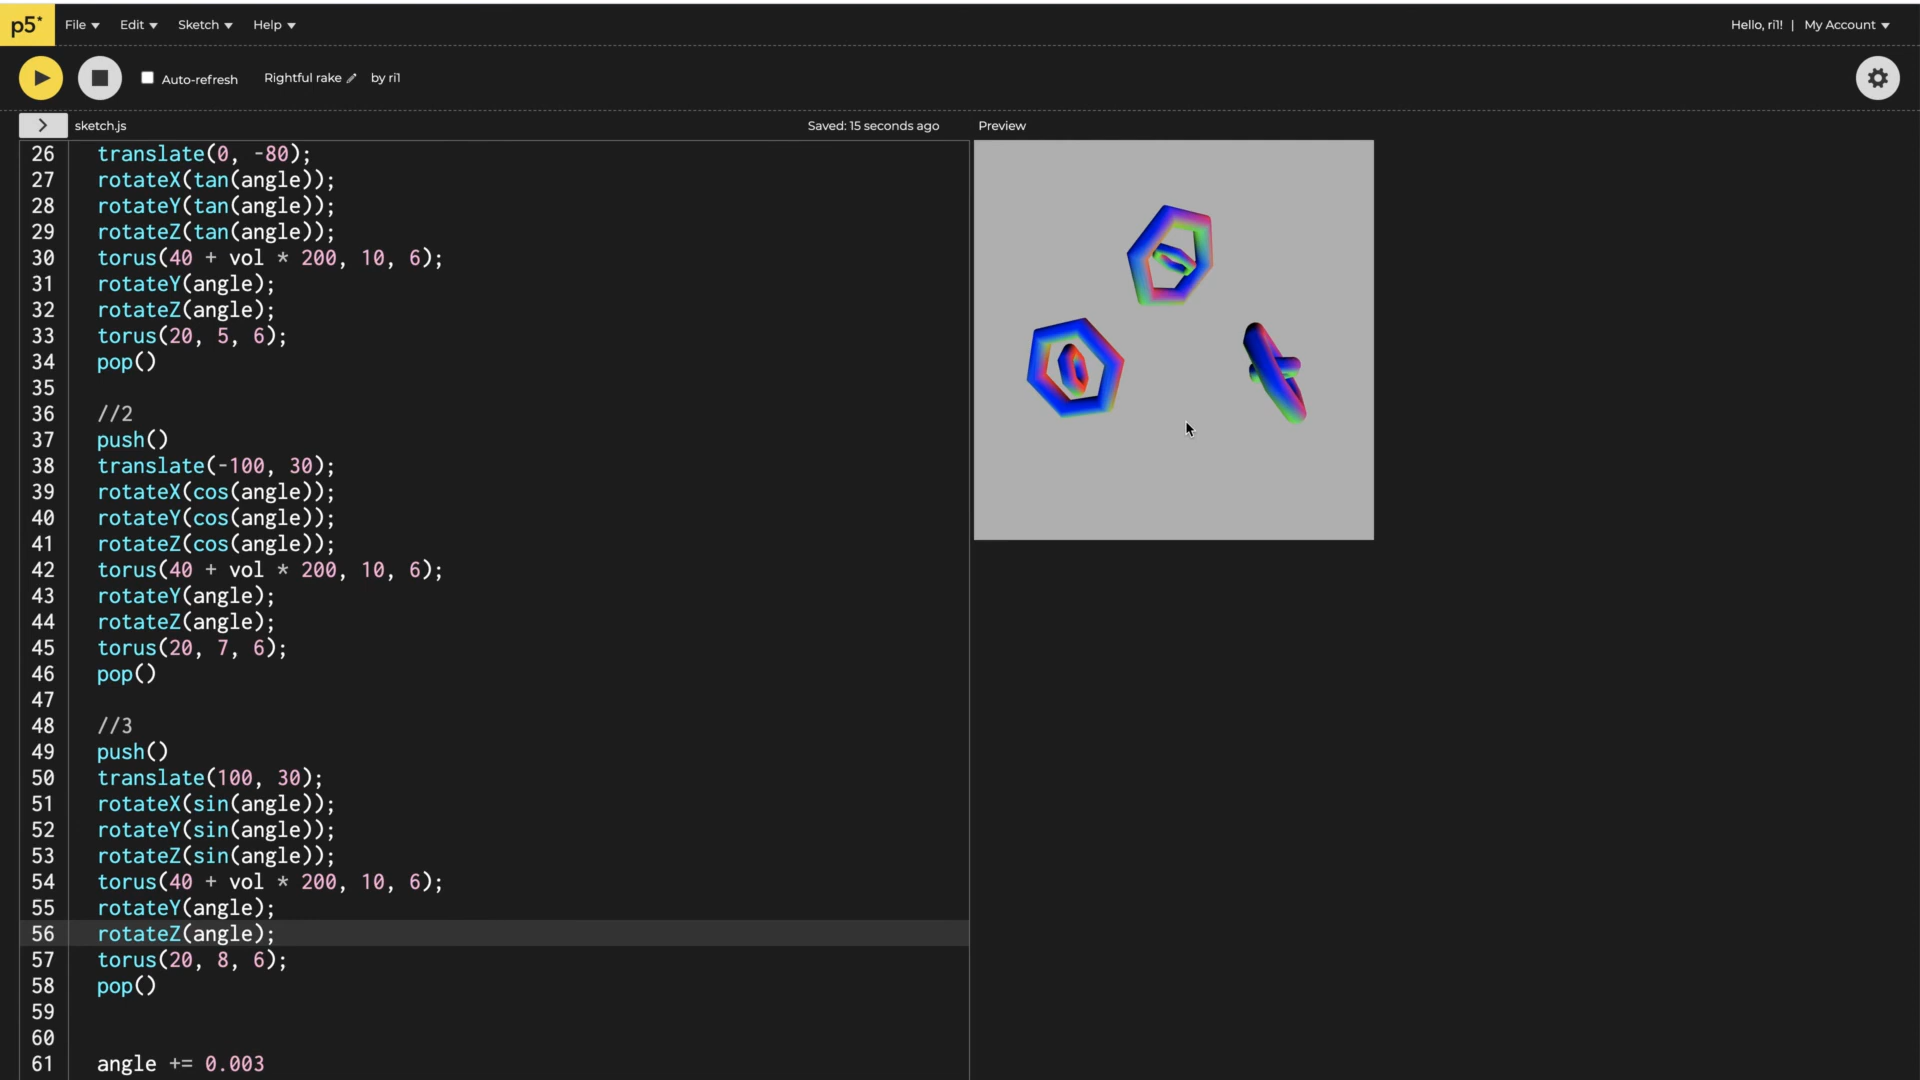 p5* File Edit Sketch Help Hello, ri1! | My Account
Auto-refresh Rightful rake by ri1
sketch.js Saved: 15 seconds ago Preview
26 translate(0, -80);
27 rotateX(tan(angle));
28 rotateY(tan(angle));
29 rotateZ(tan(angle));
30 torus(40 + vol * 200, 10, 6);
31 rotateY(angle);
32 rotateZ(angle);
33 torus(20, 5, 6);
34 pop()
35
36 //2
37 push()
38 translate(-100, 30);
39 rotateX(cos(angle));
40 rotateY(cos(angle));
41 rotateZ(cos(angle));
42 torus(40 + vol * 200, 10, 6);
43 rotateY(angle);
44 rotateZ(angle);
45 torus(20, 7, 6);
46 pop()
47
48 //3
49 push()
50 translate(100, 30);
51 rotateX(sin(angle));
52 rotateY(sin(angle));
53 rotateZ(sin(angle));
54 torus(40 + vol * 200, 10, 6);
55 rotateY(angle);
56 rotateZ(angle);
57 torus(20, 8, 6);
58 pop()
59
60
61 angle += 0.003